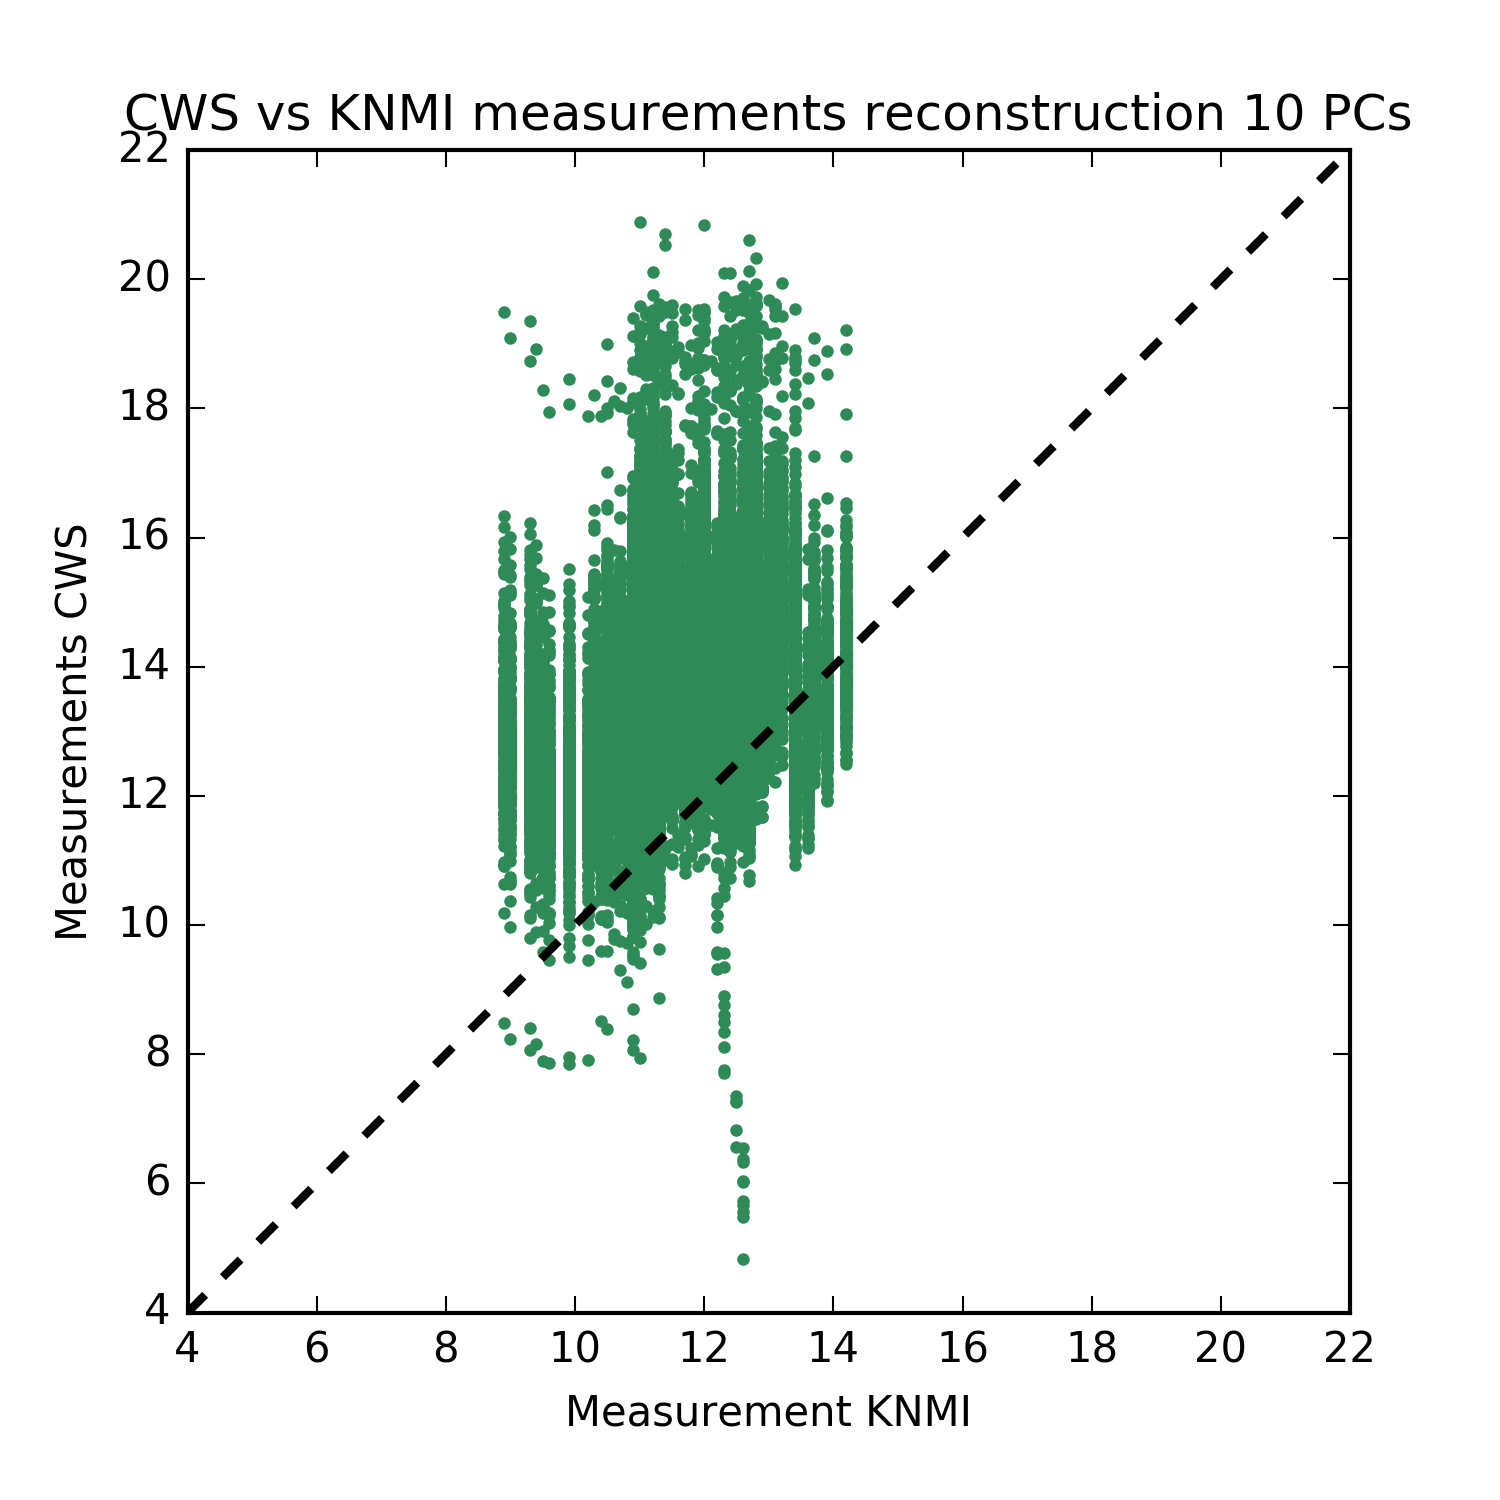 CWS vs KNMI measurements reconstruction 10 PCs
22
20
18
16
14
12
10
8
6
4
Measurements CWS
4 6 8 10 12 14 16 18 20 22
Measurement KNMI